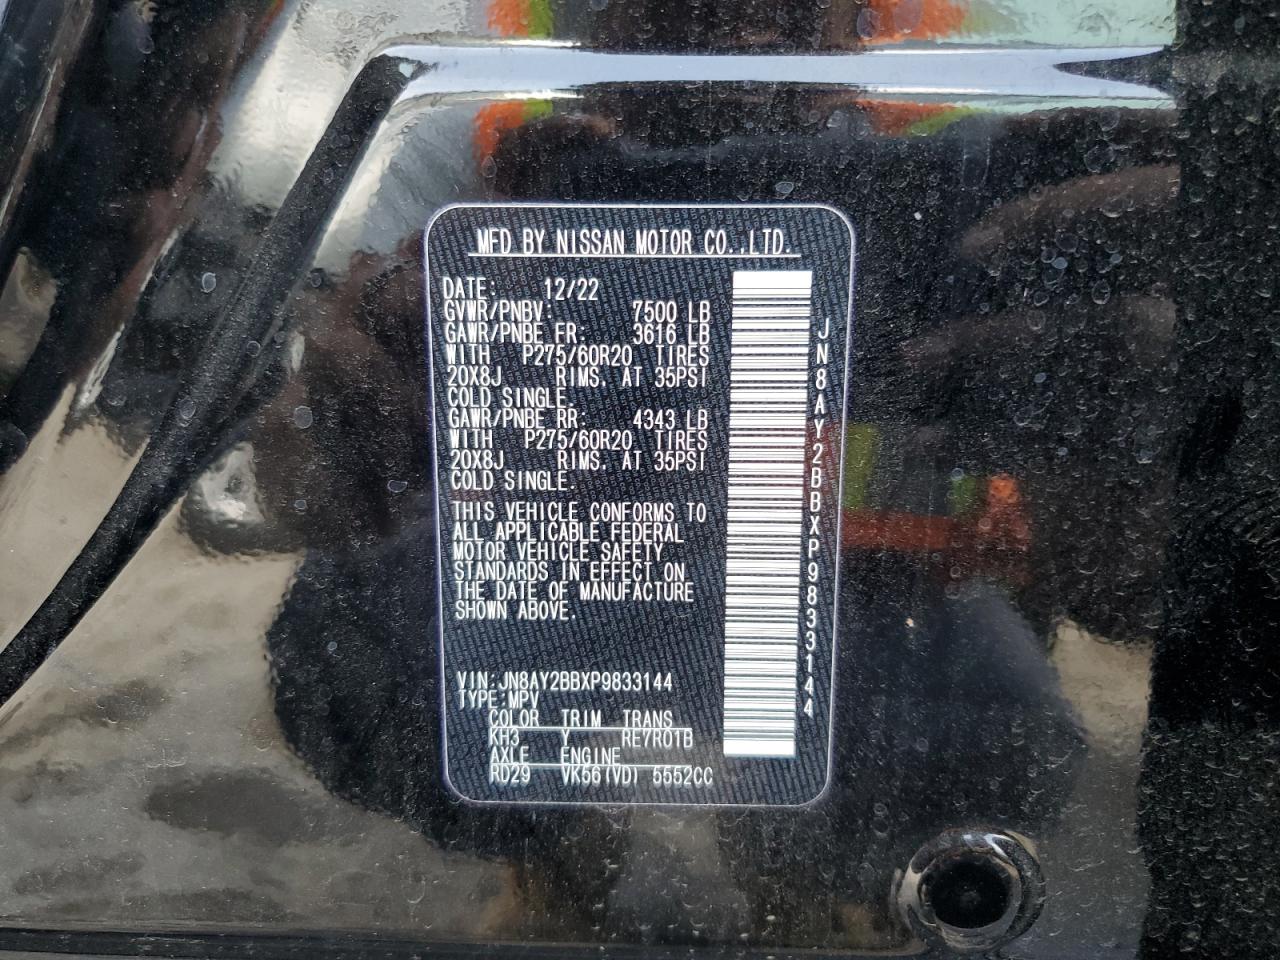 MFD BY NISSAN MOTOR CO.,LTD.
DATE: 12/22
GVWR/PNBV: 7500 LB
GAWR/PNBE FR: 3616 LB
WITH P275/60R20 TIRES
20X8J RIMS. AT 35PSI
COLD SINGLE.
GAWR/PNBE RR: 4343 LB
WITH P275/60R20 TIRES
20X8J RIMS. AT 35PSI
COLD SINGLE.
THIS VEHICLE CONFORMS TO
ALL APPLICABLE FEDERAL
MOTOR VEHICLE SAFETY
STANDARDS IN EFFECT ON
THE DATE OF MANUFACTURE
SHOWN ABOVE.
VIN:JN8AY2BBXP9833144
TYPE:MPV
COLOR TRIM TRANS
KH3 Y RE7R01B
AXLE ENGINE
RD29 VK56(VD) 5552CC
JN8AY2BBXP9833144